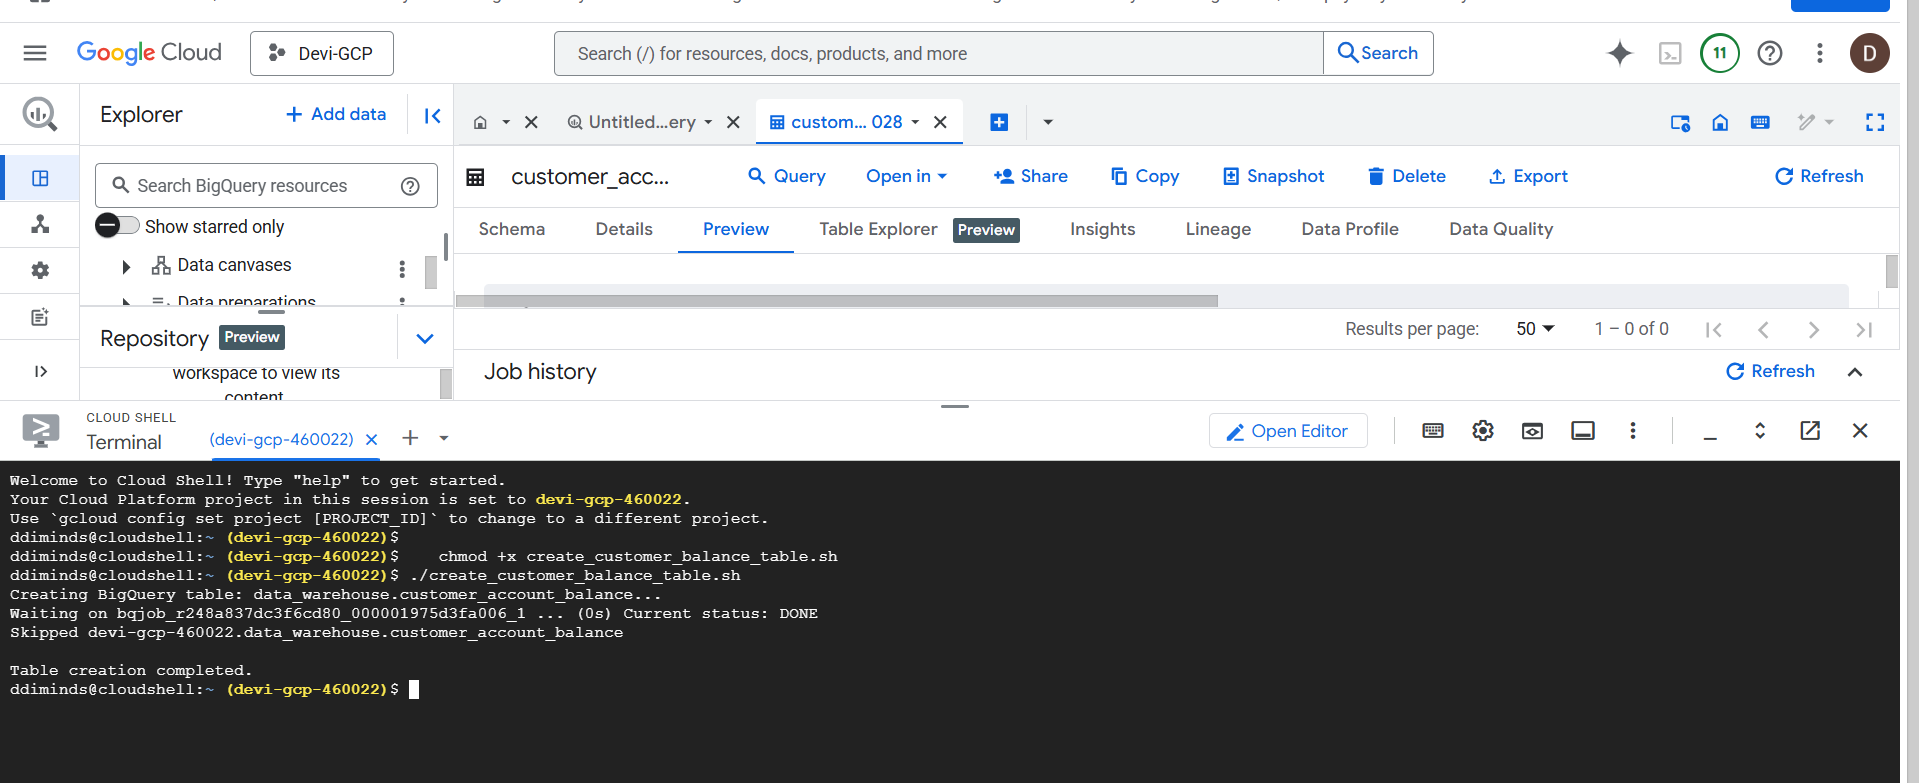 Google Cloud
Devi-GCP
Search (/) for resources, docs, products, and more
Search
11
D
Explorer
+ Add data
Untitled...ery
custom... 028
Search BigQuery resources
customer_acc...
Query
Open in
Share
Copy
Snapshot
Delete
Export
Refresh
Show starred only
Schema
Details
Preview
Table Explorer
Preview
Insights
Lineage
Data Profile
Data Quality
Data canvases
Data preparations
Repository
Preview
Results per page:
50
1 – 0 of 0
workspace to view its
content
Job history
Refresh
CLOUD SHELL
Terminal
(devi-gcp-460022)
Open Editor
Welcome to Cloud Shell! Type "help" to get started.
Your Cloud Platform project in this session is set to devi-gcp-460022.
Use `gcloud config set project [PROJECT_ID]` to change to a different project.
ddiminds@cloudshell:~ (devi-gcp-460022)$
ddiminds@cloudshell:~ (devi-gcp-460022)$    chmod +x create_customer_balance_table.sh
ddiminds@cloudshell:~ (devi-gcp-460022)$ ./create_customer_balance_table.sh
Creating BigQuery table: data_warehouse.customer_account_balance...
Waiting on bqjob_r248a837dc3f6cd80_000001975d3fa006_1 ... (0s) Current status: DONE
Skipped devi-gcp-460022.data_warehouse.customer_account_balance
Table creation completed.
ddiminds@cloudshell:~ (devi-gcp-460022)$